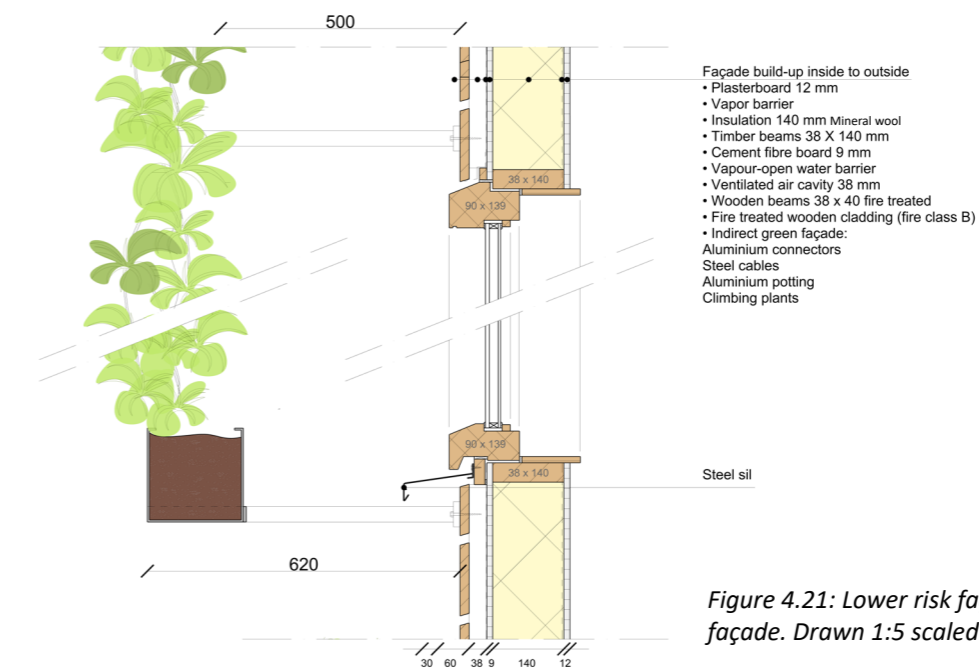 500
Façade build-up inside to outside
• Plasterboard 12 mm
• Vapor barrier
• Insulation 140 mm Mineral wool
• Timber beams 38 X 140 mm
• Cement fibre board 9 mm
• Vapour-open water barrier
• Ventilated air cavity 38 mm
• Wooden beams 38 x 40 fire treated
• Fire treated wooden cladding (fire class B)
• Indirect green façade:
Aluminium connectors
Steel cables
Aluminium potting
Climbing plants
38 x 140
90 x 139
90 x 139
38 x 140
Steel sil
620
Figure 4.21: Lower risk fa
façade. Drawn 1:5 scaled
30 60 38 9 140 12